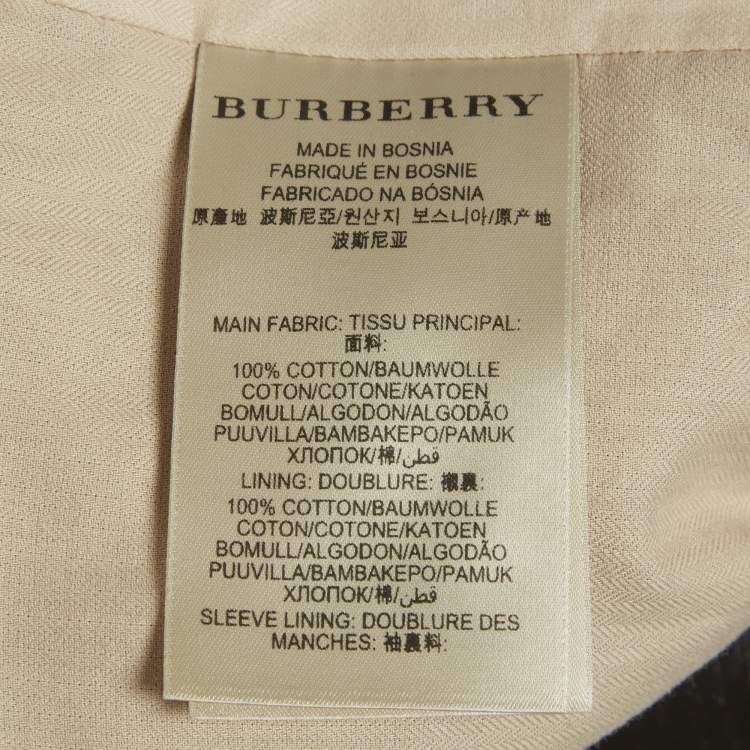 BURBERRY
MADE IN BOSNIA
FABRIQUÉ EN BOSNIE
FABRICADO NA BÓSNIA
原產地 波斯尼亞/원산지 보스니아/原产地
波斯尼亚
MAIN FABRIC: TISSU PRINCIPAL:
面料:
100% COTTON/BAUMWOLLE
COTON/COTONE/KATOEN
BOMULL/ALGODON/ALGODÃO
PUUVILLA/BAMBAKEPO/PAMUK
ХЛОПОК/棉/قطن/
LINING: DOUBLURE: 襯裏:
100% COTTON/BAUMWOLLE
COTON/COTONE/KATOEN
BOMULL/ALGODON/ALGODÃO
PUUVILLA/BAMBAKEPO/PAMUK
ХЛОПОК/棉/قطن/
SLEEVE LINING: DOUBLURE DES
MANCHES: 袖裏料: